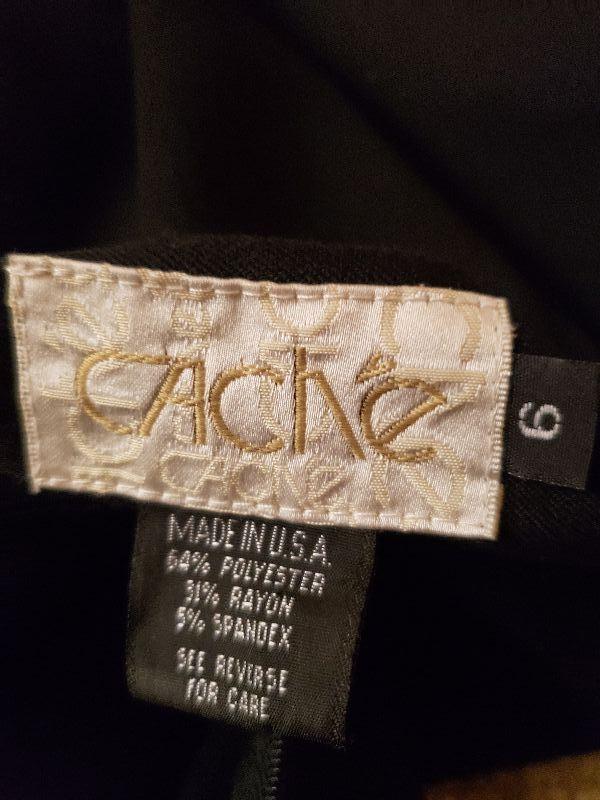 Caché
6
MADE IN U.S.A.
64% POLYESTER
31% RAYON
5% SPANDEX
SEE REVERSE
FOR CARE